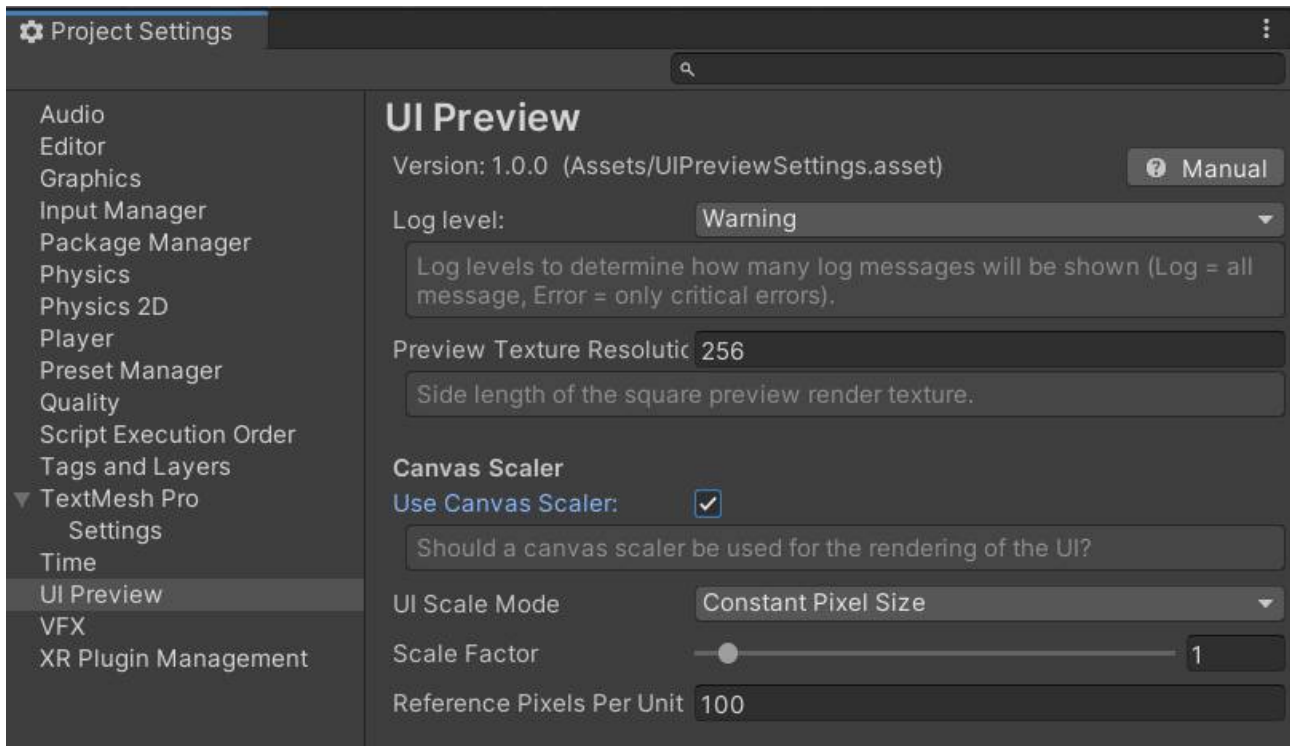 Project Settings
Audio
Editor
Graphics
Input Manager
Package Manager
Physics
Physics 2D
Player
Preset Manager
Quality
Script Execution Order
Tags and Layers
TextMesh Pro
Settings
Time
UI Preview
VFX
XR Plugin Management
UI Preview
Version: 1.0.0 (Assets/UIPreviewSettings.asset)
Manual
Log level: Warning
Log levels to determine how many log messages will be shown (Log = all
message, Error = only critical errors).
Preview Texture Resolutic 256
Side length of the square preview render texture.
Canvas Scaler
Use Canvas Scaler:
Should a canvas scaler be used for the rendering of the UI?
UI Scale Mode Constant Pixel Size
Scale Factor 1
Reference Pixels Per Unit 100